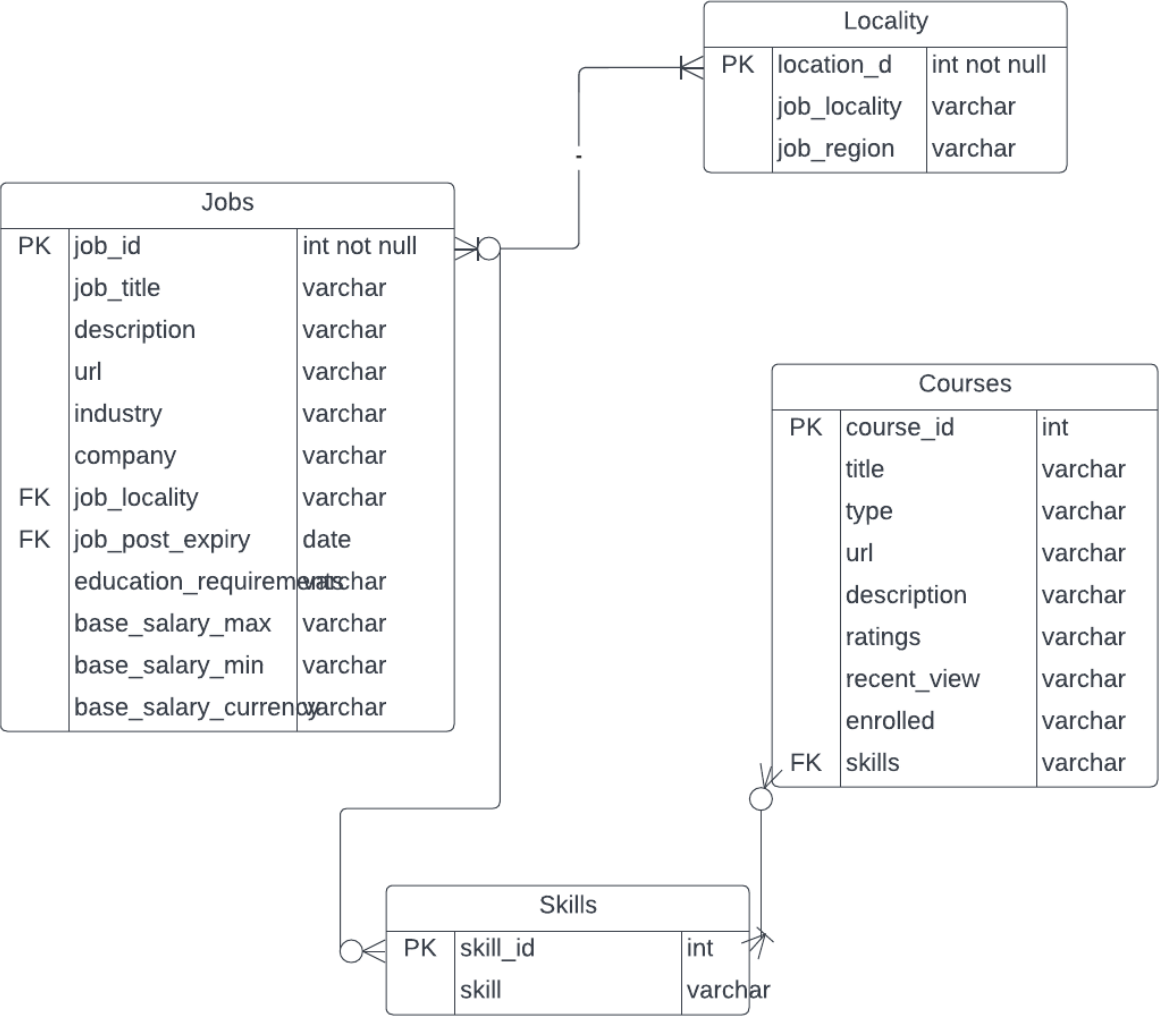 Locality
PK location_d int not null
job_locality varchar
job_region varchar
-
Jobs
PK job_id int not null
job_title varchar
description varchar
url varchar
industry varchar
company varchar
FK job_locality varchar
FK job_post_expiry date
education_requirements varchar
base_salary_max varchar
base_salary_min varchar
base_salary_currency varchar
Courses
PK course_id int
title varchar
type varchar
url varchar
description varchar
ratings varchar
recent_view varchar
enrolled varchar
FK skills varchar
Skills
PK skill_id int
skill varchar